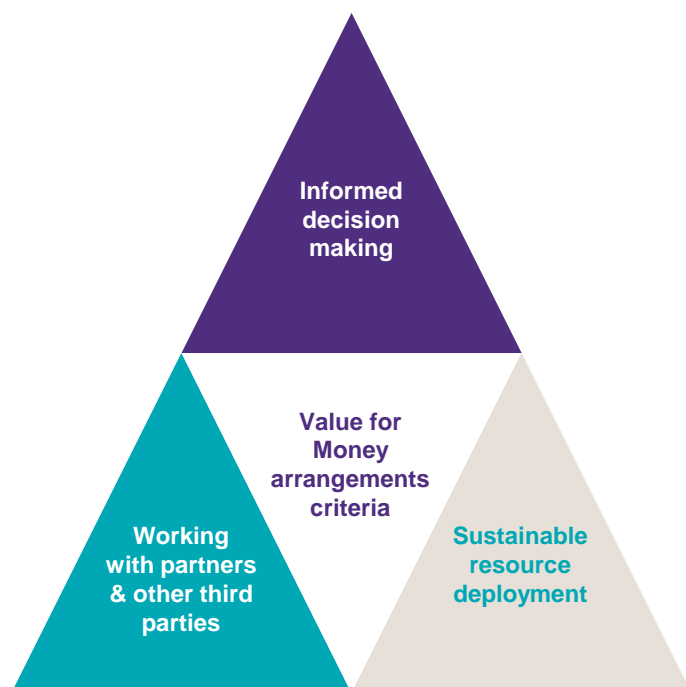 Informed
decision
making
Value for
Money
arrangements
criteria
Working
with partners
& other third
parties
Sustainable
resource
deployment